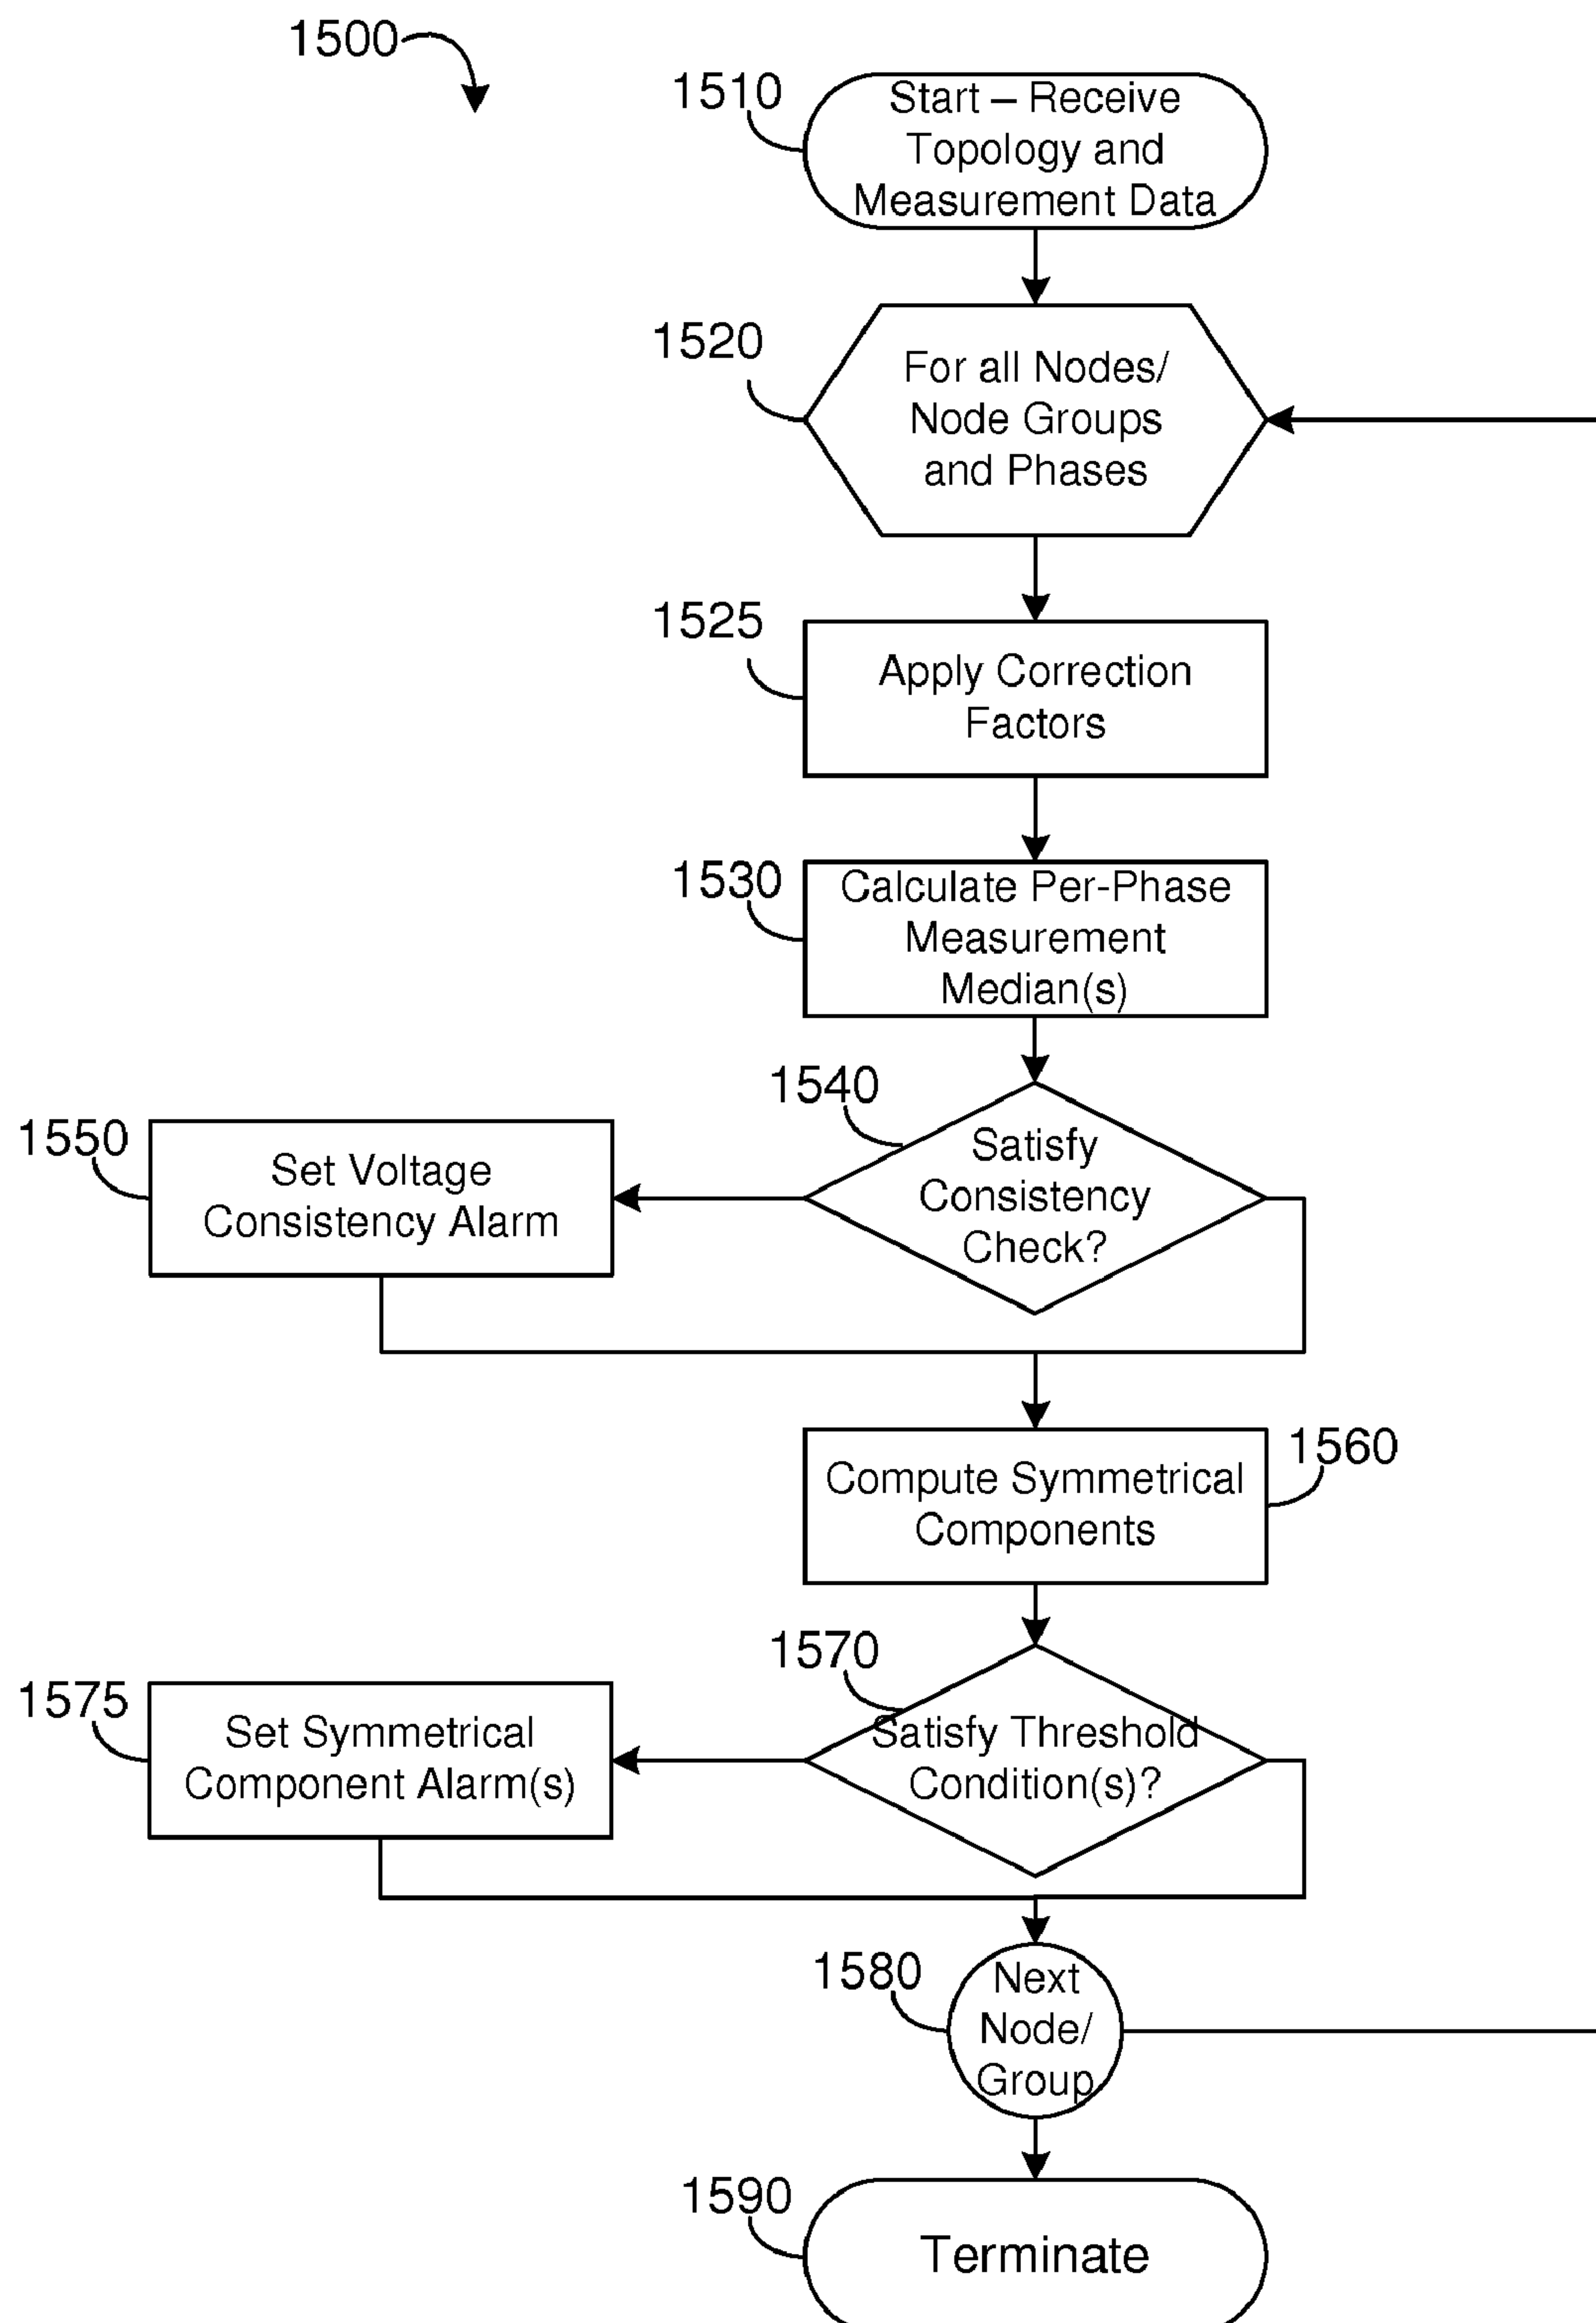 1500
1510
Start – Receive
Topology and
Measurement Data
1520
For all Nodes/
Node Groups
and Phases
1525
Apply Correction
Factors
1530
Calculate Per-Phase
Measurement
Median(s)
1540
Satisfy
Consistency
Check?
1550
Set Voltage
Consistency Alarm
1560
Compute Symmetrical
Components
1570
Satisfy Threshold
Condition(s)?
1575
Set Symmetrical
Component Alarm(s)
1580
Next
Node/
Group
1590
Terminate